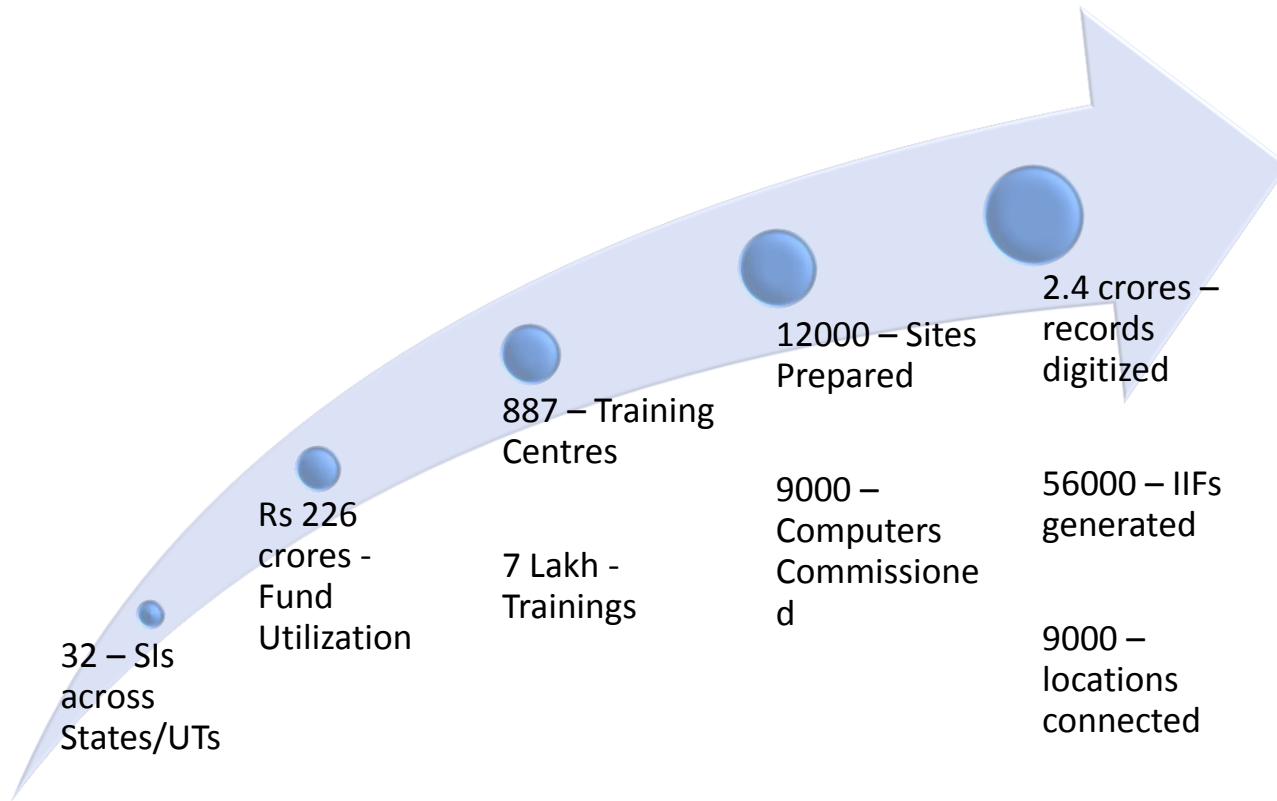 32 – SIs
across
States/UTs
Rs 226
crores -
Fund
Utilization
887 – Training
Centres
7 Lakh -
Trainings
12000 – Sites
Prepared
9000 –
Computers
Commissione
d
2.4 crores –
records
digitized
56000 – IIFs
generated
9000 –
locations
connected